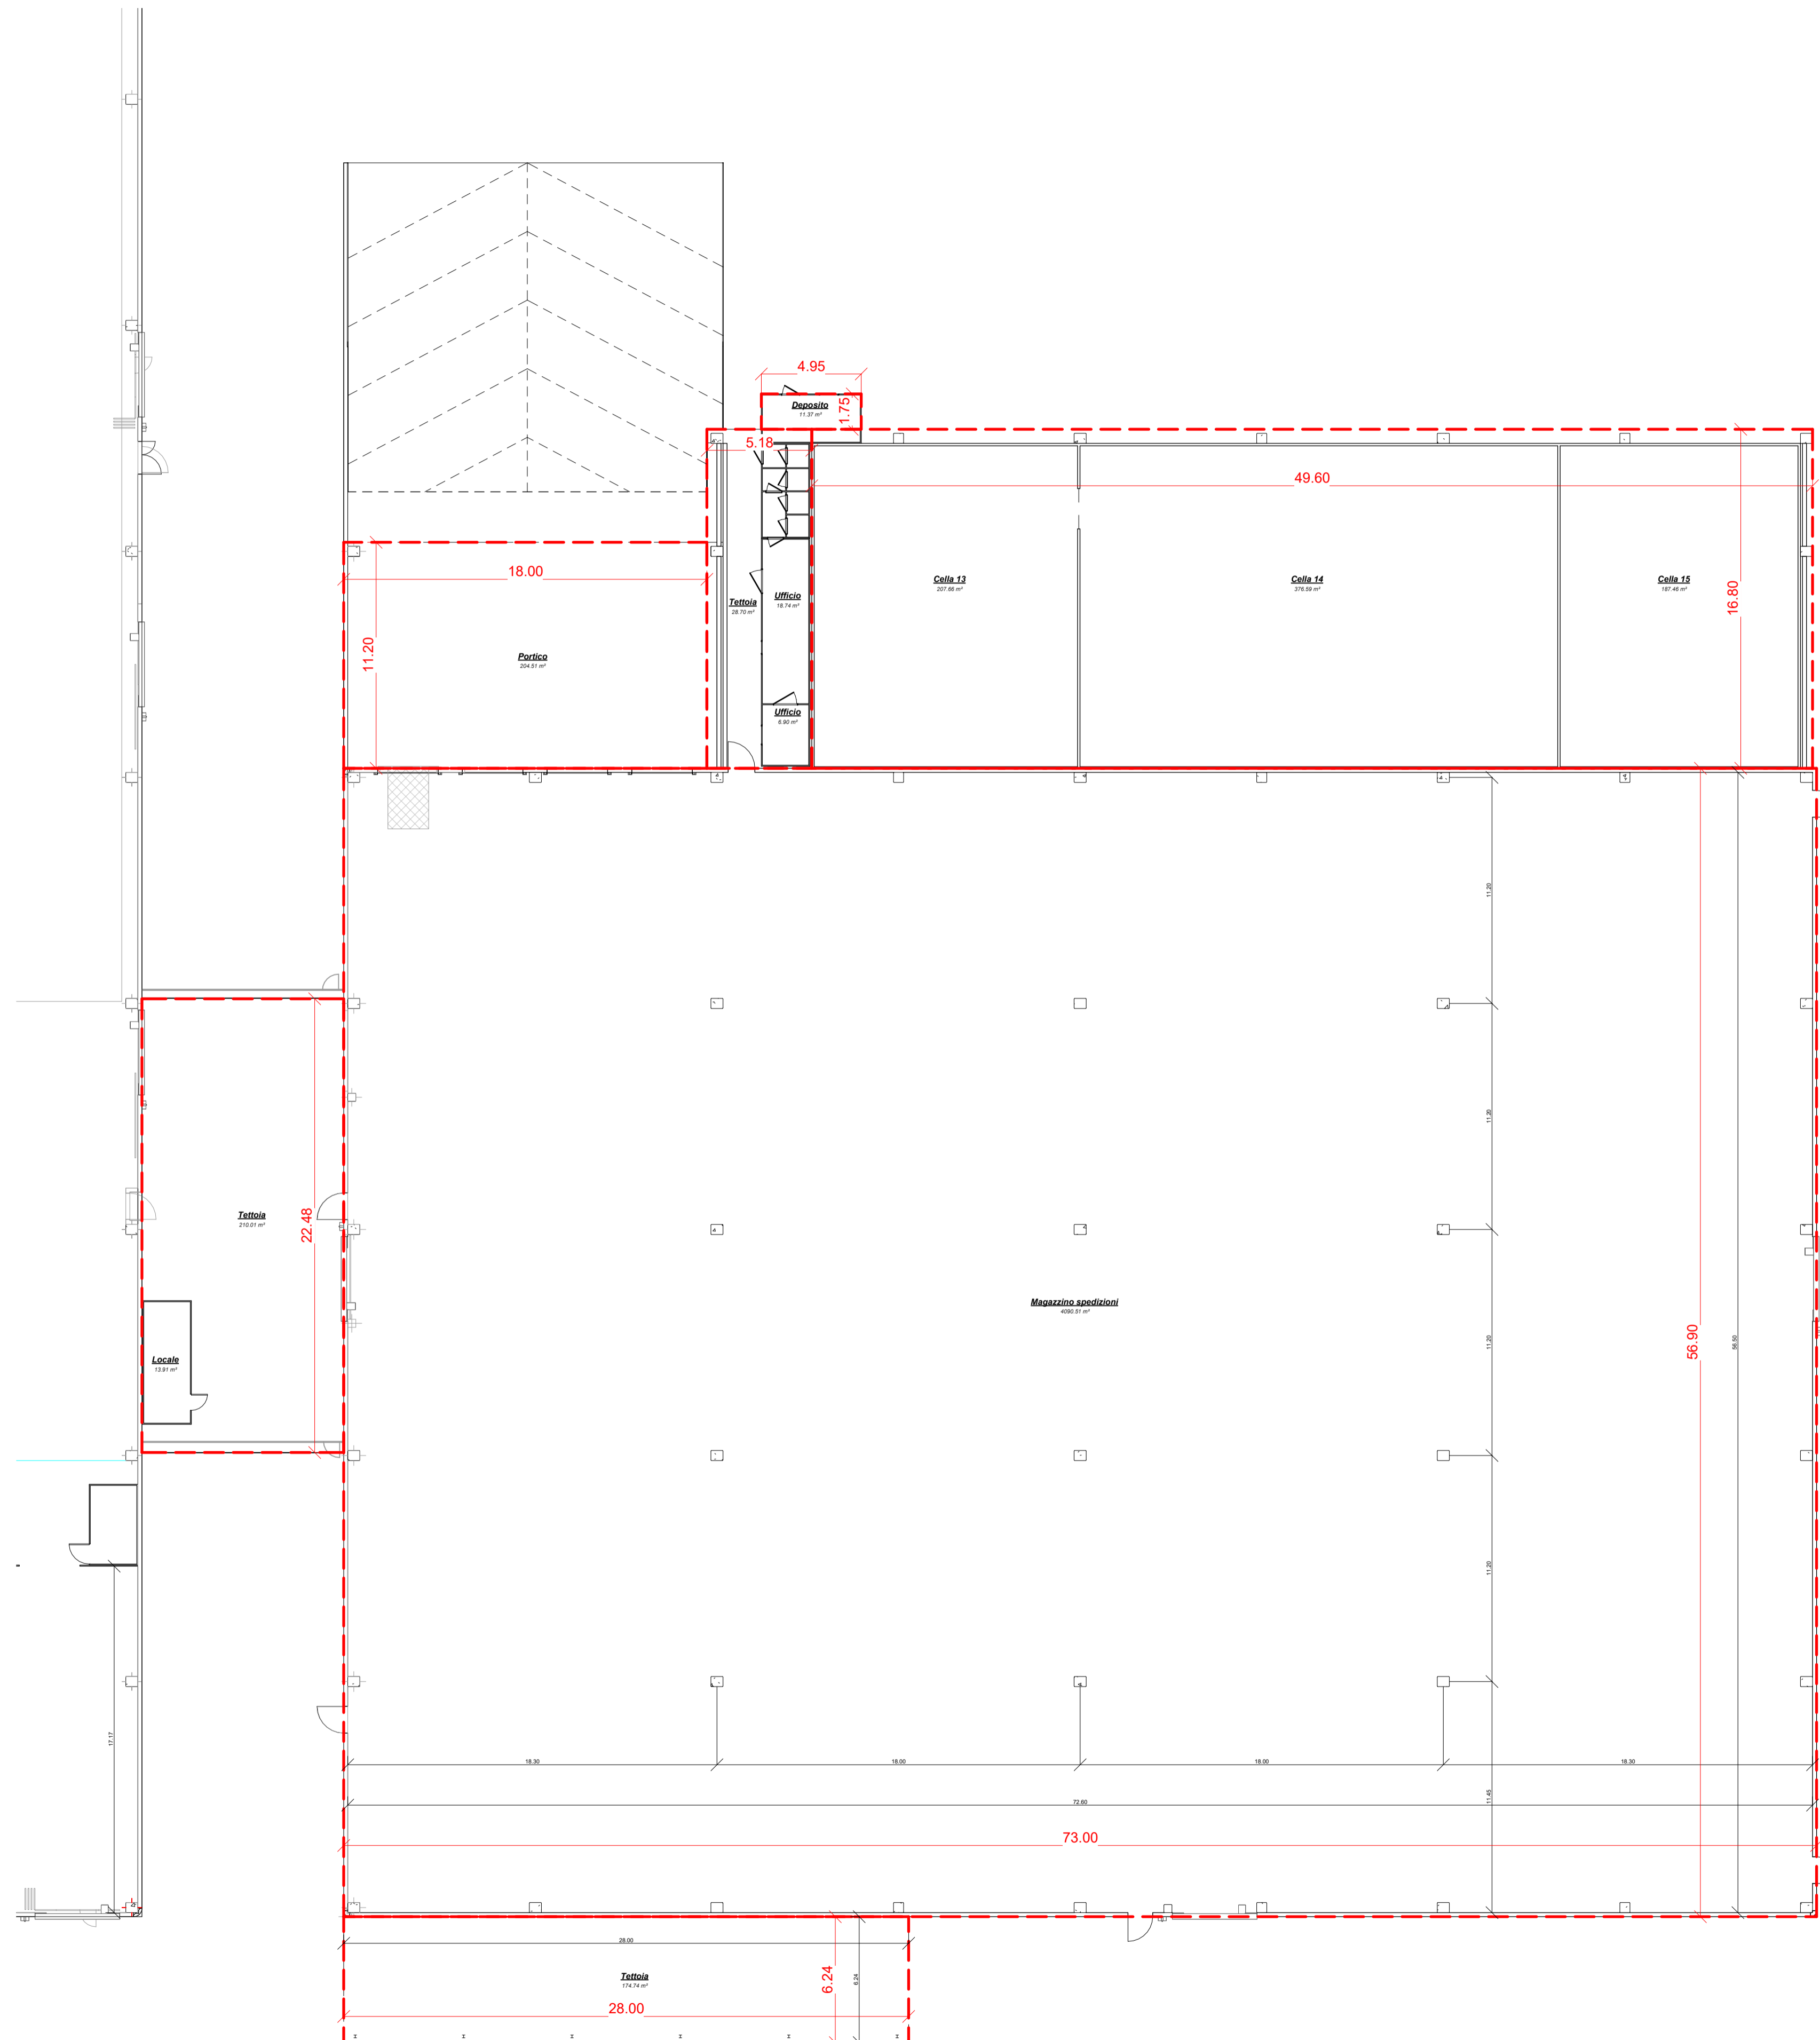 4.95
Deposito
11.37 m²
1.75
5.18
49.60
18.00
Cella 13
207.66 m²
Cella 14
376.59 m²
Cella 15
187.46 m²
Ufficio
18.74 m²
Tettoia
28.70 m²
16.80
11.20
Portico
204.51 m²
Ufficio
6.90 m²
11.20
11.20
Tettoia
210.01 m²
22.48
Magazzino spedizioni
4090.51 m²
11.20
56.90
56.50
Locale
13.91 m²
11.20
17.17
18.30
18.00
18.00
18.30
72.60
11.45
73.00
28.00
Tettoia
174.74 m²
6.24
6.24
28.00